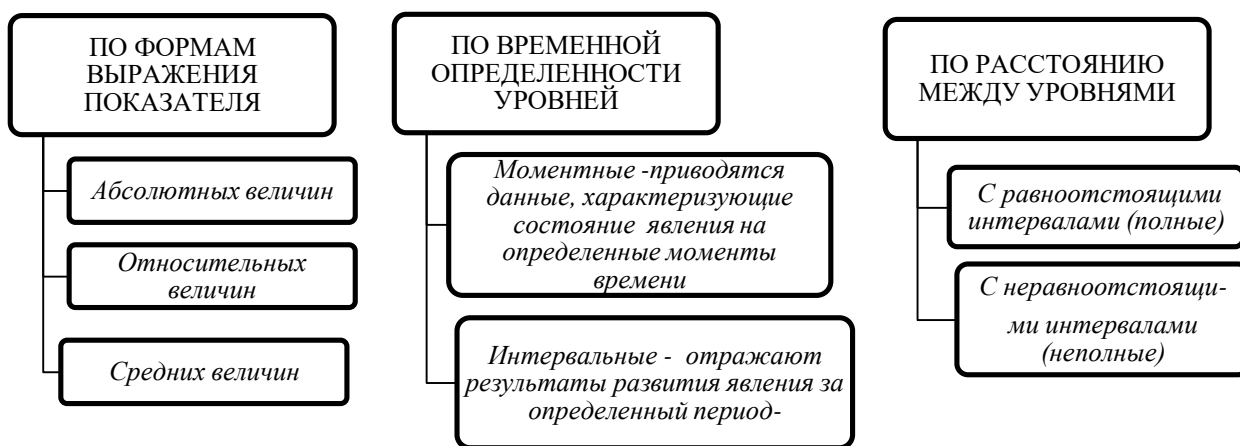 ПО ФОРМАМ
ВЫРАЖЕНИЯ
ПОКАЗАТЕЛЯ
Абсолютных величин
Относительных
величин
Средних величин
ПО ВРЕМЕННОЙ
ОПРЕДЕЛЕННОСТИ
УРОВНЕЙ
Моментные -приводятся
данные, характеризующие
состояние явления на
определенные моменты
времени
Интервальные - отражают
результаты развития явления за
определенный период-
ПО РАССТОЯНИЮ
МЕЖДУ УРОВНЯМИ
С равноотстоящими
интервалами (полные)
С неравноотстоящи-
ми интервалами
(неполные)